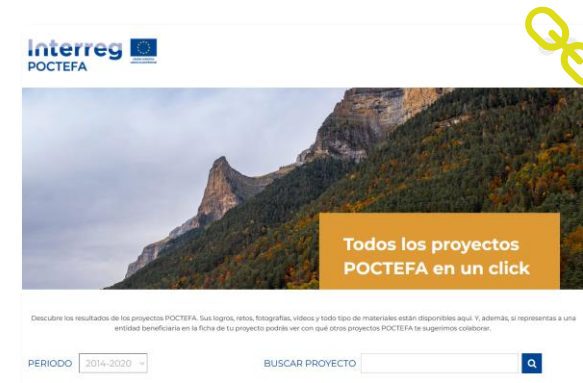 Interreg
POCTEFA
Todos los proyectos
POCTEFA en un click
Descubre los resultados de los proyectos POCTEFA. Sus logros, retos, fotografías, vídeos y todo tipo de materiales están disponibles aquí. Y, además, si representas a una
entidad beneficiaria en la ficha de tu proyecto podrás ver con qué otros proyectos POCTEFA te sugerimos colaborar.
PERIODO 2014-2020 BUSCAR PROYECTO